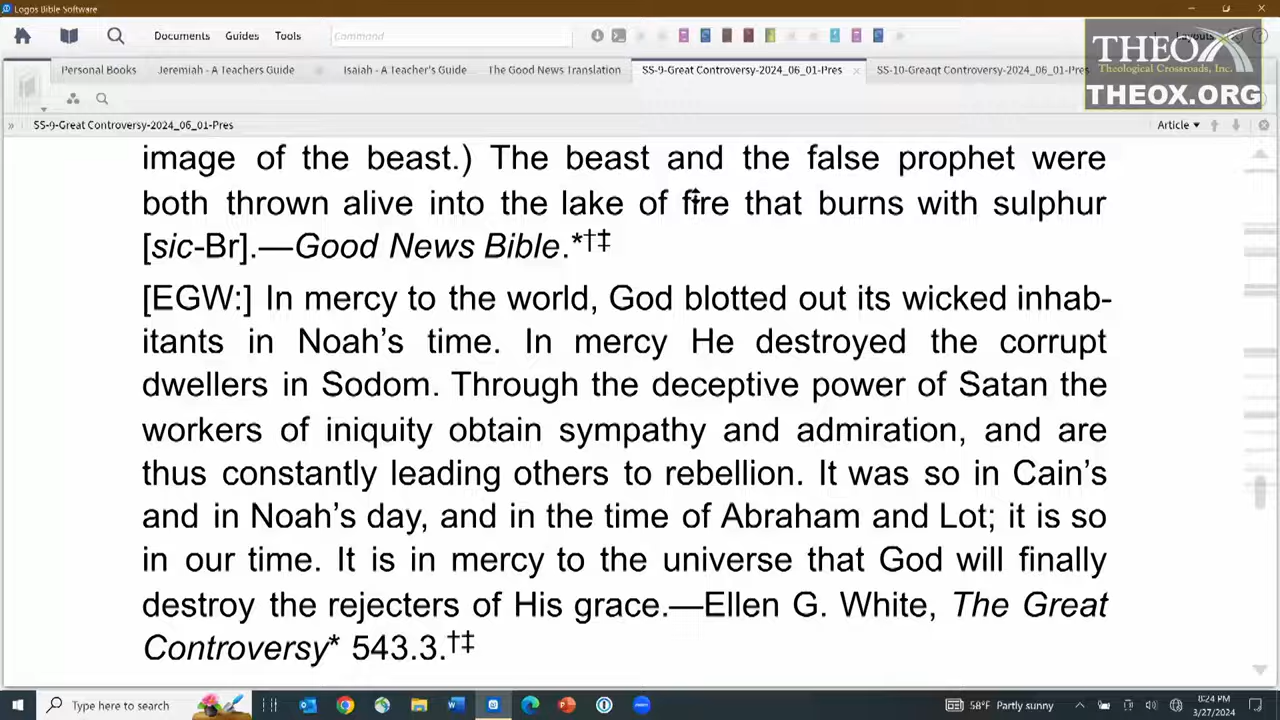 Logos Bible Software
Documents Guides Tools Command Layouts
THEOX
Theological Crossroads, Inc.
THEOX.ORG
Personal Books Jeremiah - A Teachers Guide Isaiah - A Teachers Theodord News Translation SS-9-Great Controversy-2024_06_01-Pres SS-10-Greaqt Controversy-2024_06_01-Pres
SS-9-Great Controversy-2024_06_01-Pres Article
image of the beast.) The beast and the false prophet were
both thrown alive into the lake of fire that burns with sulphur
[sic-Br].—Good News Bible.*†‡
[EGW:] In mercy to the world, God blotted out its wicked inhab-
itants in Noah’s time. In mercy He destroyed the corrupt
dwellers in Sodom. Through the deceptive power of Satan the
workers of iniquity obtain sympathy and admiration, and are
thus constantly leading others to rebellion. It was so in Cain’s
and in Noah’s day, and in the time of Abraham and Lot; it is so
in our time. It is in mercy to the universe that God will finally
destroy the rejecters of His grace.—Ellen G. White, The Great
Controversy* 543.3.†‡
Type here to search 58°F Partly sunny 8:24 PM
3/27/2024